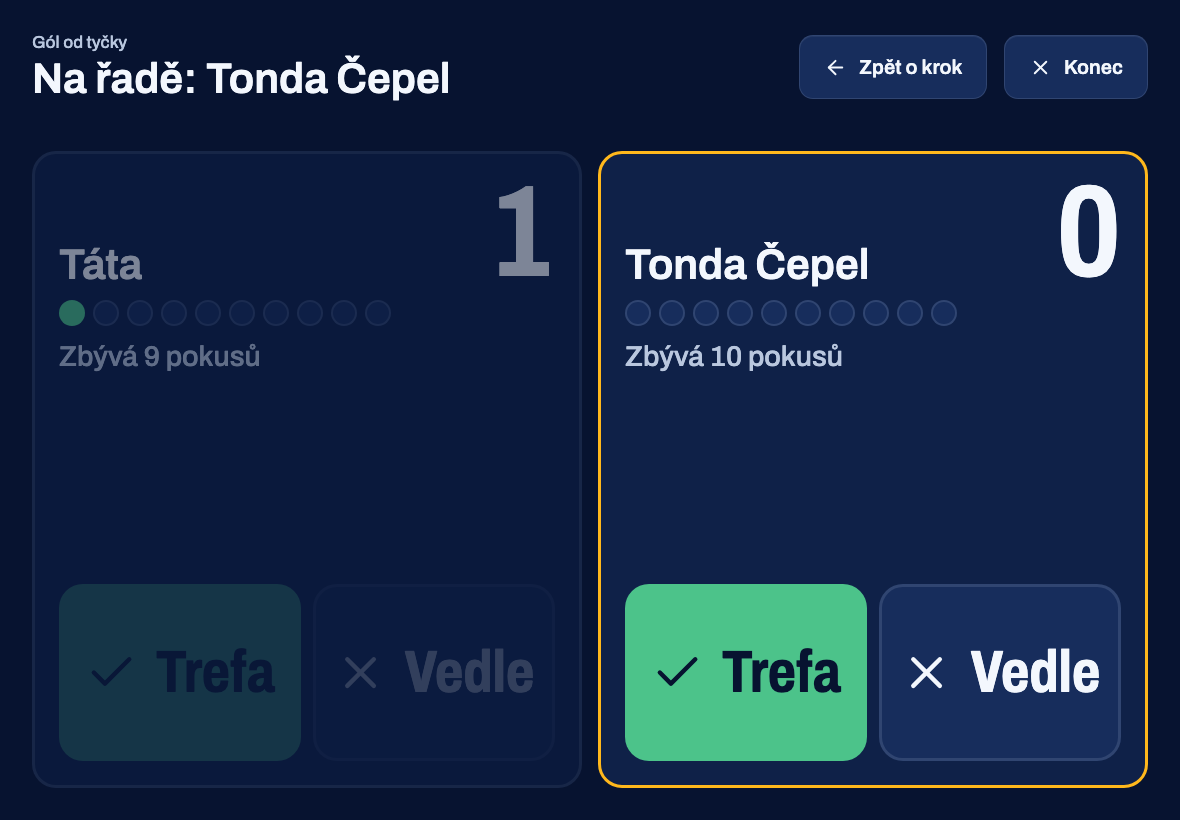 Gól od tyčky
Na řadě: Tonda Čepel
Zpět o krok
Konec
1
Táta
Zbývá 9 pokusů
Trefa
Vedle
0
Tonda Čepel
Zbývá 10 pokusů
Trefa
Vedle